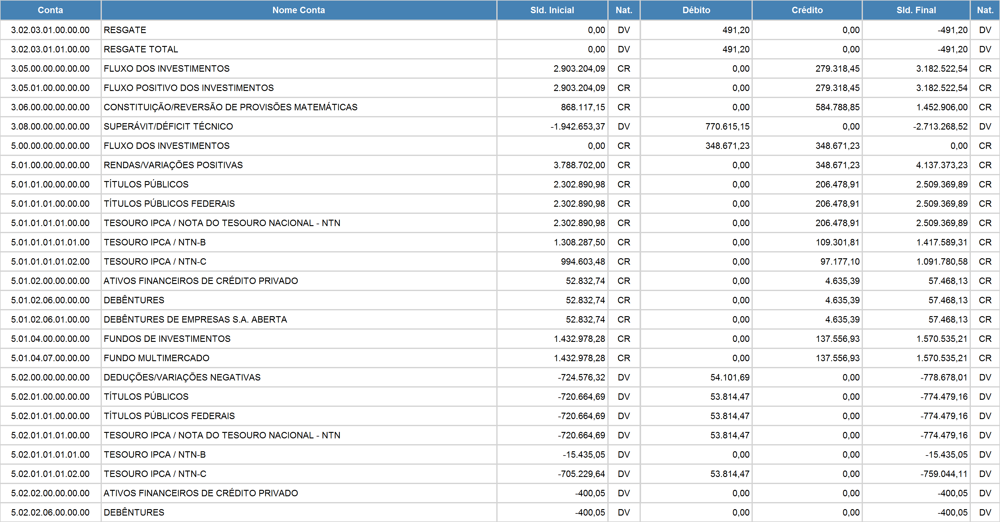 Conta Nome Conta Sld. Inicial Nat. Débito Crédito Sld. Final Nat.
3.02.03.01.00.00.00 RESGATE 0,00 DV 491,20 0,00 -491,20 DV
3.02.03.01.01.00.00 RESGATE TOTAL 0,00 DV 491,20 0,00 -491,20 DV
3.05.00.00.00.00.00 FLUXO DOS INVESTIMENTOS 2.903.204,09 CR 0,00 279.318,45 3.182.522,54 CR
3.05.01.00.00.00.00 FLUXO POSITIVO DOS INVESTIMENTOS 2.903.204,09 CR 0,00 279.318,45 3.182.522,54 CR
3.06.00.00.00.00.00 CONSTITUIÇÃO/REVERSÃO DE PROVISÕES MATEMÁTICAS 868.117,15 CR 0,00 584.788,85 1.452.906,00 CR
3.08.00.00.00.00.00 SUPERÁVIT/DÉFICIT TÉCNICO -1.942.653,37 DV 770.615,15 0,00 -2.713.268,52 DV
5.00.00.00.00.00.00 FLUXO DOS INVESTIMENTOS 0,00 CR 348.671,23 348.671,23 0,00 CR
5.01.00.00.00.00.00 RENDAS/VARIAÇÕES POSITIVAS 3.788.702,00 CR 0,00 348.671,23 4.137.373,23 CR
5.01.01.00.00.00.00 TÍTULOS PÚBLICOS 2.302.890,98 CR 0,00 206.478,91 2.509.369,89 CR
5.01.01.01.00.00.00 TÍTULOS PÚBLICOS FEDERAIS 2.302.890,98 CR 0,00 206.478,91 2.509.369,89 CR
5.01.01.01.01.00.00 TESOURO IPCA / NOTA DO TESOURO NACIONAL - NTN 2.302.890,98 CR 0,00 206.478,91 2.509.369,89 CR
5.01.01.01.01.01.00 TESOURO IPCA / NTN-B 1.308.287,50 CR 0,00 109.301,81 1.417.589,31 CR
5.01.01.01.01.02.00 TESOURO IPCA / NTN-C 994.603,48 CR 0,00 97.177,10 1.091.780,58 CR
5.01.02.00.00.00.00 ATIVOS FINANCEIROS DE CRÉDITO PRIVADO 52.832,74 CR 0,00 4.635,39 57.468,13 CR
5.01.02.06.00.00.00 DEBÊNTURES 52.832,74 CR 0,00 4.635,39 57.468,13 CR
5.01.02.06.01.00.00 DEBÊNTURES DE EMPRESAS S.A. ABERTA 52.832,74 CR 0,00 4.635,39 57.468,13 CR
5.01.04.00.00.00.00 FUNDOS DE INVESTIMENTOS 1.432.978,28 CR 0,00 137.556,93 1.570.535,21 CR
5.01.04.07.00.00.00 FUNDO MULTIMERCADO 1.432.978,28 CR 0,00 137.556,93 1.570.535,21 CR
5.02.00.00.00.00.00 DEDUÇÕES/VARIAÇÕES NEGATIVAS -724.576,32 DV 54.101,69 0,00 -778.678,01 DV
5.02.01.00.00.00.00 TÍTULOS PÚBLICOS -720.664,69 DV 53.814,47 0,00 -774.479,16 DV
5.02.01.01.00.00.00 TÍTULOS PÚBLICOS FEDERAIS -720.664,69 DV 53.814,47 0,00 -774.479,16 DV
5.02.01.01.01.00.00 TESOURO IPCA / NOTA DO TESOURO NACIONAL - NTN -720.664,69 DV 53.814,47 0,00 -774.479,16 DV
5.02.01.01.01.01.00 TESOURO IPCA / NTN-B -15.435,05 DV 0,00 0,00 -15.435,05 DV
5.02.01.01.01.02.00 TESOURO IPCA / NTN-C -705.229,64 DV 53.814,47 0,00 -759.044,11 DV
5.02.02.00.00.00.00 ATIVOS FINANCEIROS DE CRÉDITO PRIVADO -400,05 DV 0,00 0,00 -400,05 DV
5.02.02.06.00.00.00 DEBÊNTURES -400,05 DV 0,00 0,00 -400,05 DV